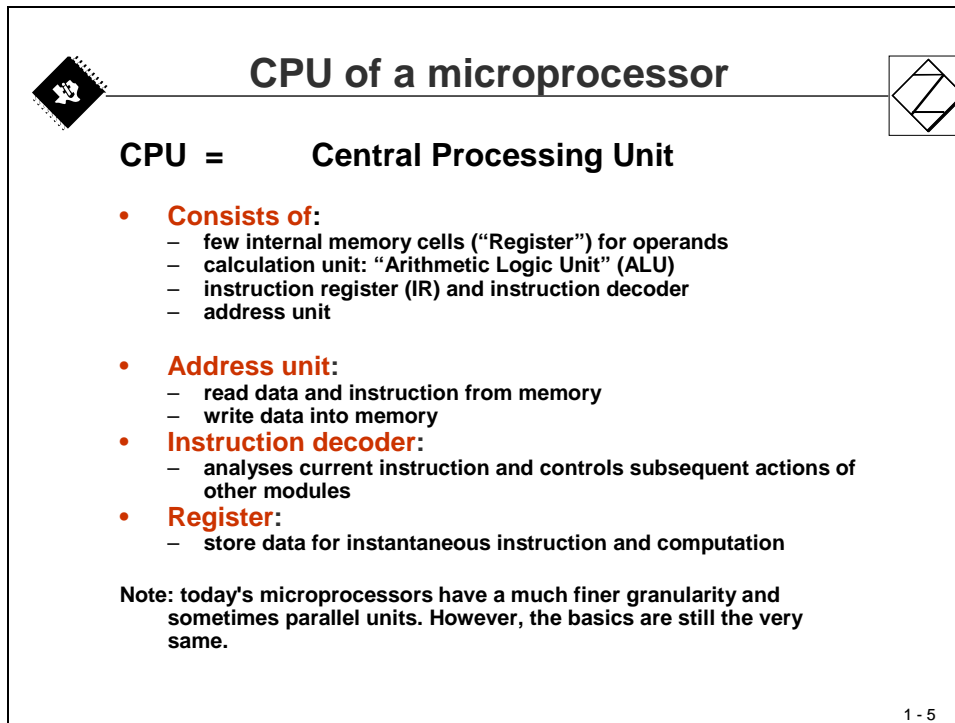 CPU of a microprocessor
CPU = Central Processing Unit
• Consists of:
– few internal memory cells (“Register”) for operands
– calculation unit: “Arithmetic Logic Unit” (ALU)
– instruction register (IR) and instruction decoder
– address unit
• Address unit:
– read data and instruction from memory
– write data into memory
• Instruction decoder:
– analyses current instruction and controls subsequent actions of
other modules
• Register:
– store data for instantaneous instruction and computation
Note: today's microprocessors have a much finer granularity and
sometimes parallel units. However, the basics are still the very
same.
1 - 5